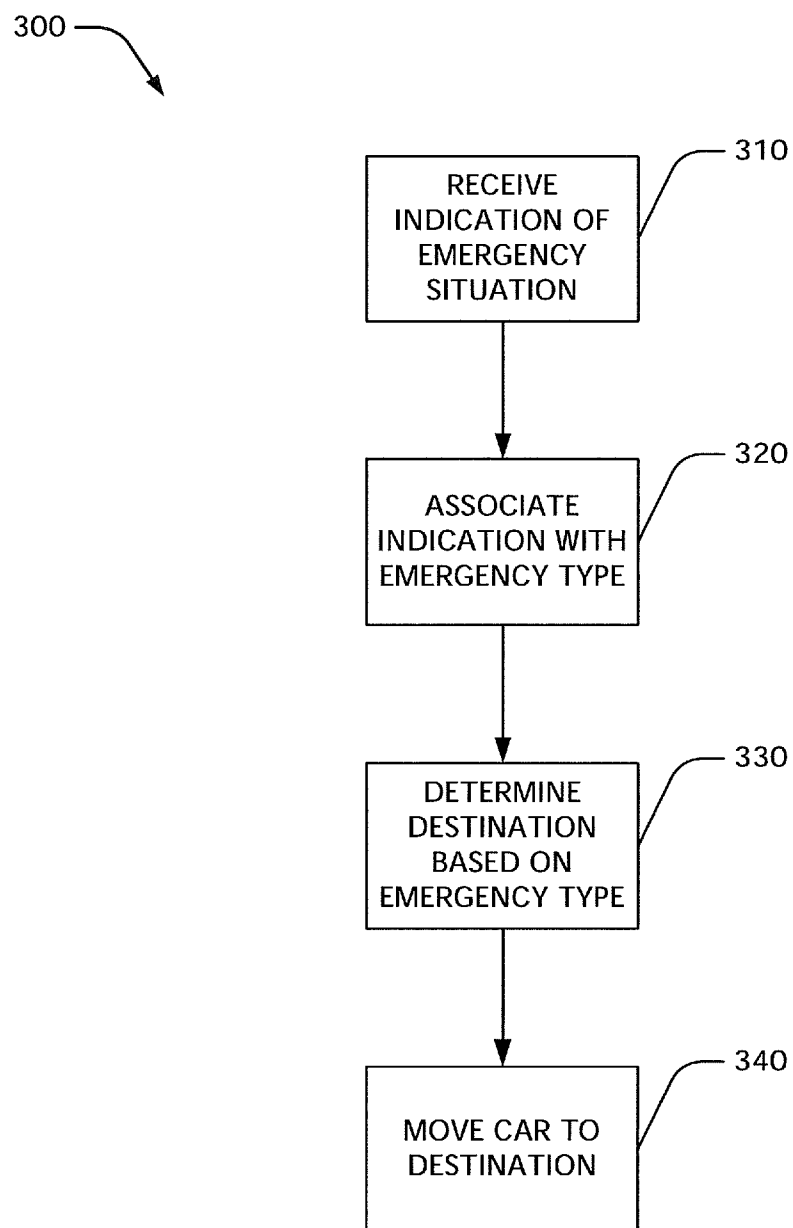 300
310
RECEIVE
INDICATION OF
EMERGENCY
SITUATION
320
ASSOCIATE
INDICATION WITH
EMERGENCY TYPE
330
DETERMINE
DESTINATION
BASED ON
EMERGENCY TYPE
340
MOVE CAR TO
DESTINATION